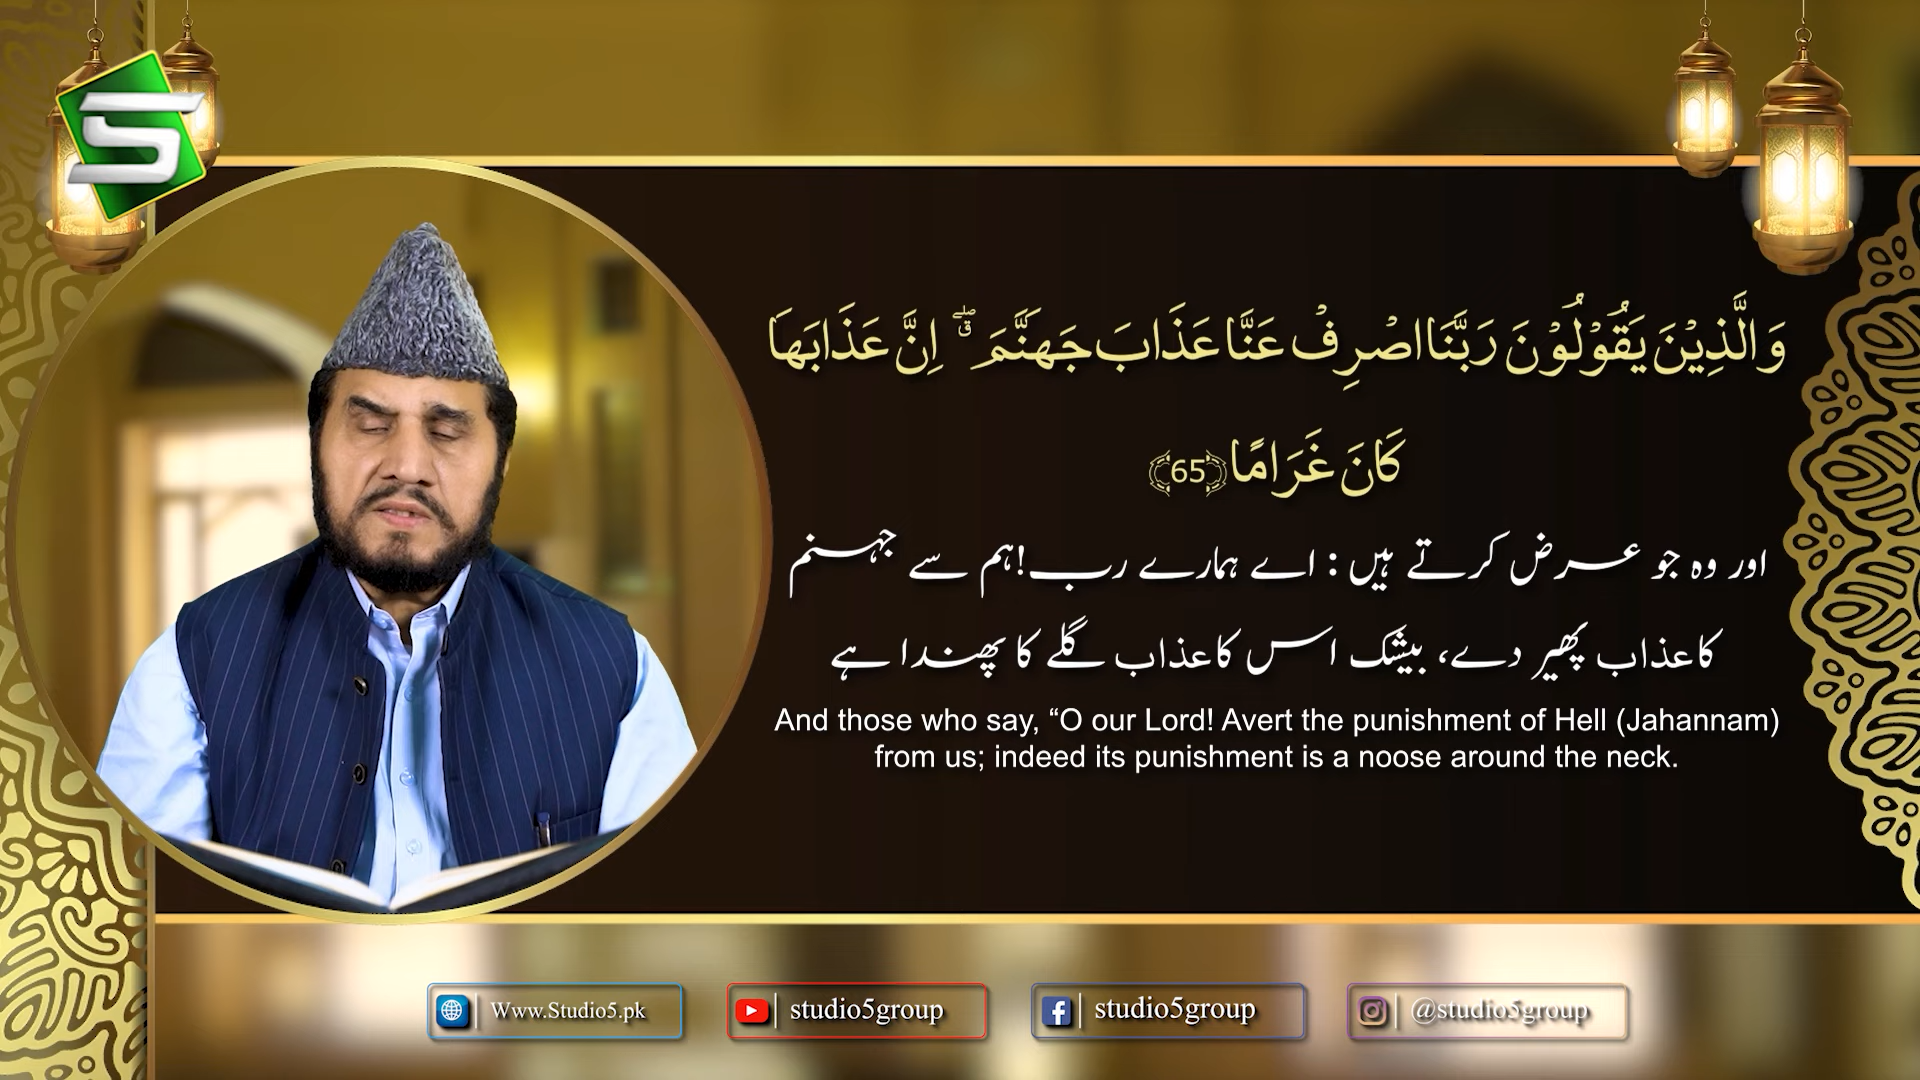 وَالَّذِيْنَ يَقُوْلُوْنَ رَبَّنَا اصْرِفْ عَنَّا عَذَابَ جَهَنَّمَ ۖۗ اِنَّ عَذَابَهَا
كَانَ غَرَامًا ﴿65﴾
اور وہ جو عرض کرتے ہیں : اے ہمارے رب!ہم سے جہنم
کا عذاب پھیر دے، بیشک اس کا عذاب گلے کا پھندا ہے
And those who say, “O our Lord! Avert the punishment of Hell (Jahannam)
from us; indeed its punishment is a noose around the neck.
Www.Studio5.pk
studio5group
studio5group
@studio5group